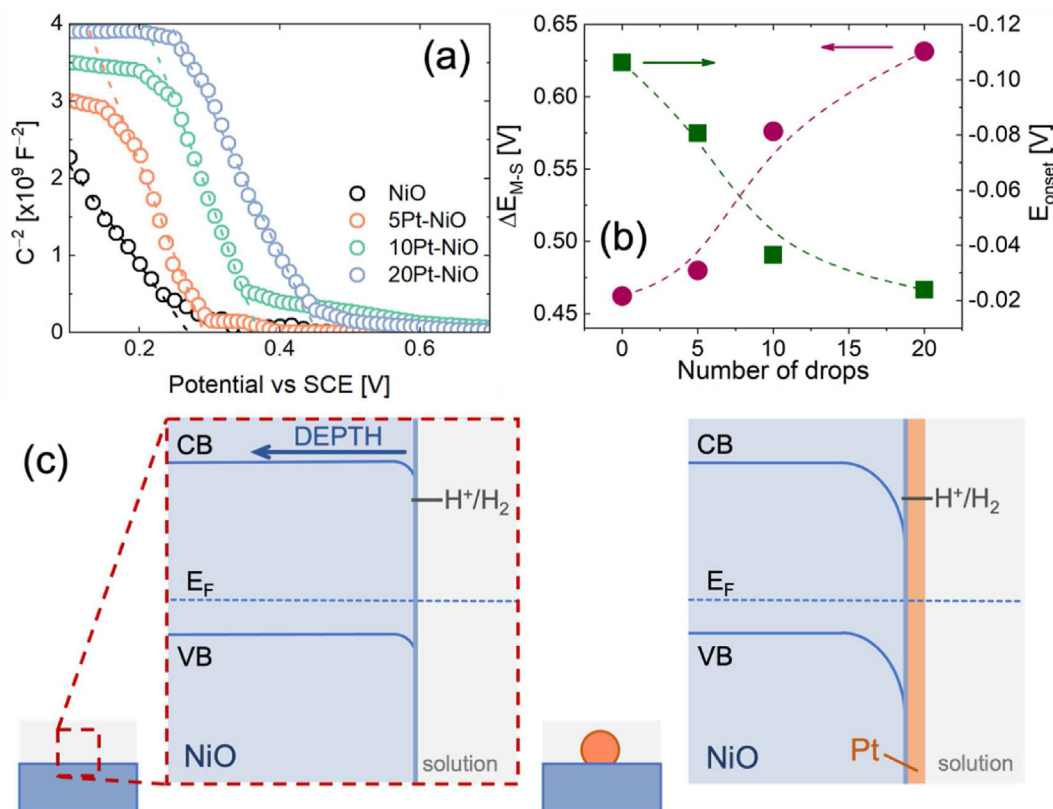 (a)
4
3
2
1
0
C⁻² [x10⁹ F⁻²]
NiO
5Pt-NiO
10Pt-NiO
20Pt-NiO
0.2 0.4 0.6
Potential vs SCE [V]
(b)
0.65
0.60
0.55
0.50
0.45
ΔE_M-S [V]
-0.12
-0.10
-0.08
-0.06
-0.04
-0.02
E_onset [V]
0 5 10 15 20
Number of drops
(c)
CB
DEPTH
H⁺/H₂
E_F
VB
NiO
solution
CB
H⁺/H₂
E_F
VB
NiO
Pt
solution